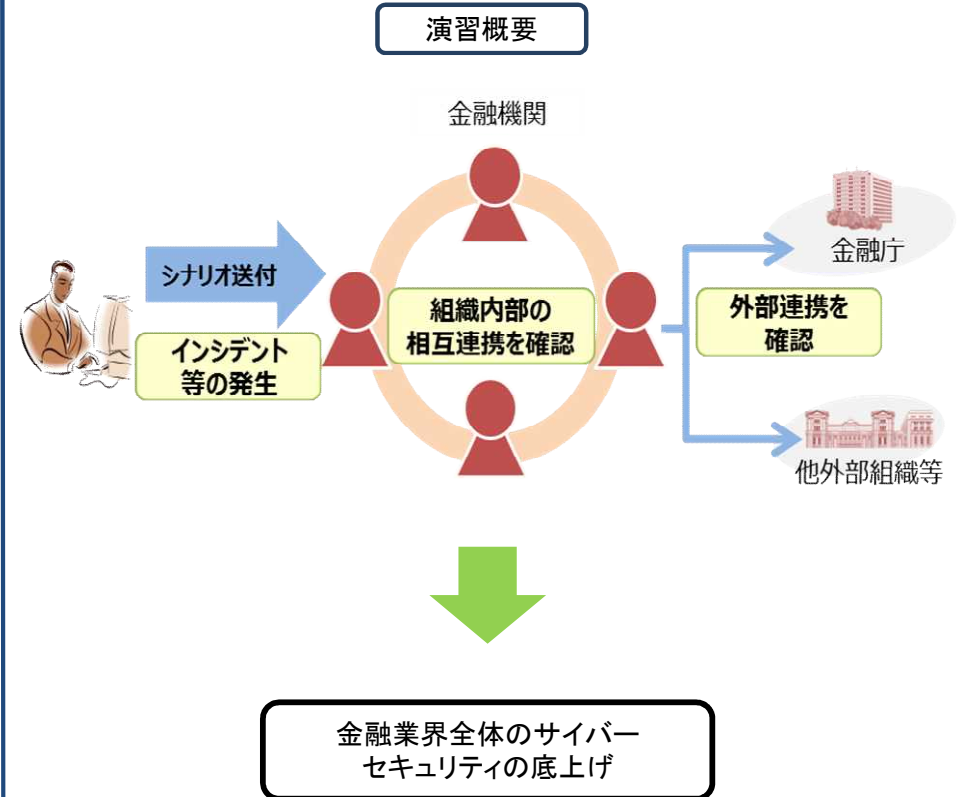 演習概要
金融機関
シナリオ送付
インシデント
等の発生
組織内部の
相互連携を確認
外部連携を
確認
金融庁
他外部組織等
金融業界全体のサイバー
セキュリティの底上げ